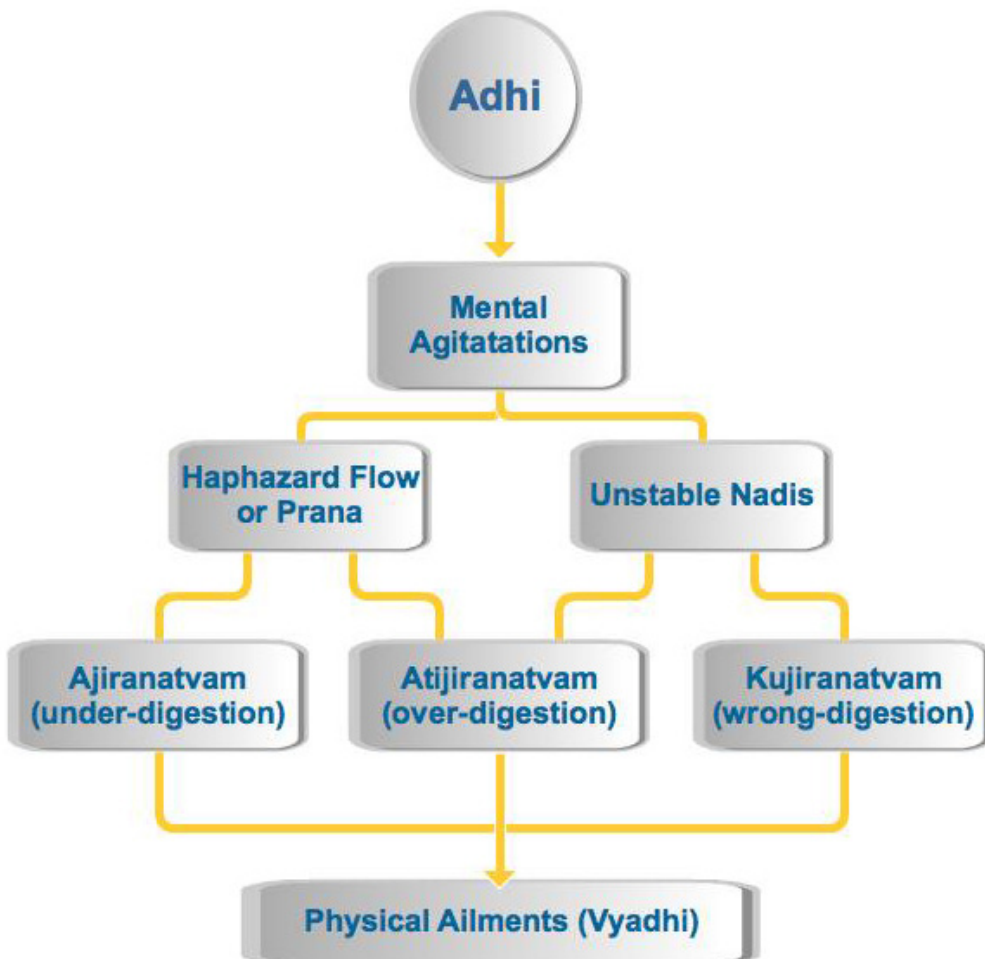 Adhi
Mental
Agitatations
Haphazard Flow
or Prana
Unstable Nadis
Ajiranatvam
(under-digestion)
Atijiranatvam
(over-digestion)
Kujiranatvam
(wrong-digestion)
Physical Ailments (Vyadhi)